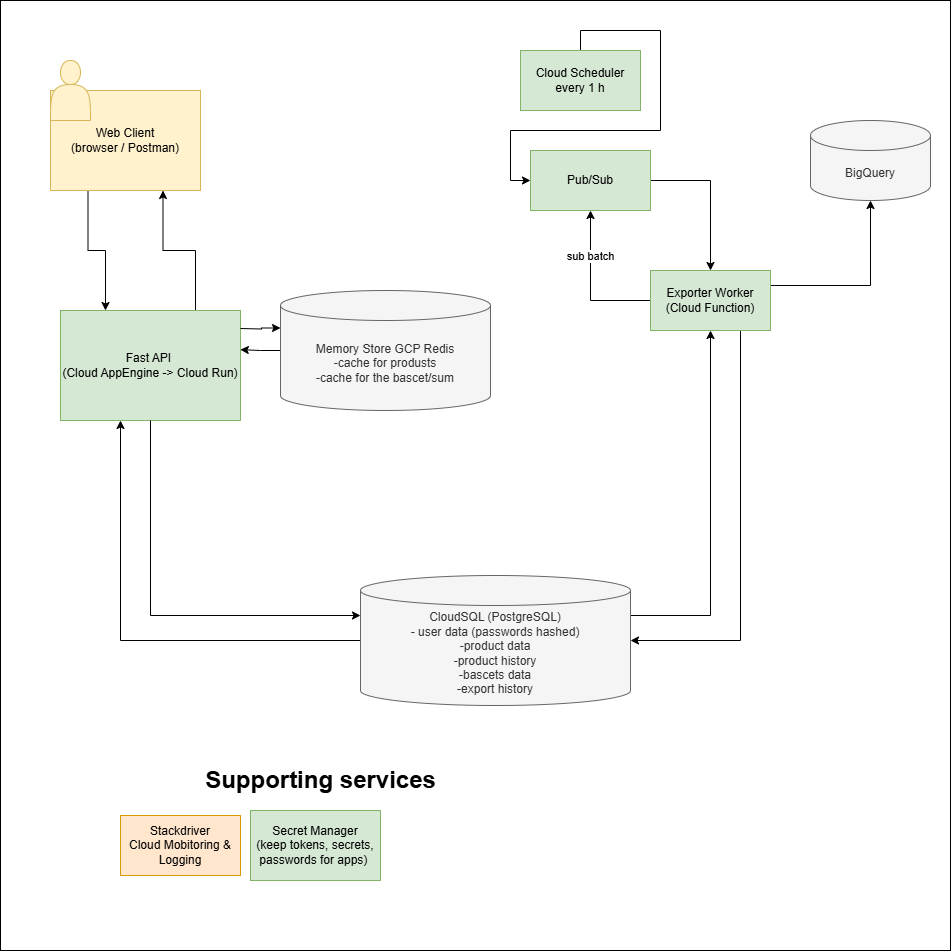 Cloud Scheduler
every 1 h
Web Client
(browser / Postman)
Pub/Sub
BigQuery
sub batch
Exporter Worker
(Cloud Function)
Fast API
(Cloud AppEngine -> Cloud Run)
Memory Store GCP Redis
-cache for produsts
-cache for the bascet/sum
CloudSQL (PostgreSQL)
- user data (passwords hashed)
-product data
-product history
-bascets data
-export history
Supporting services
Stackdriver
Cloud Mobitoring &
Logging
Secret Manager
(keep tokens, secrets,
passwords for apps)